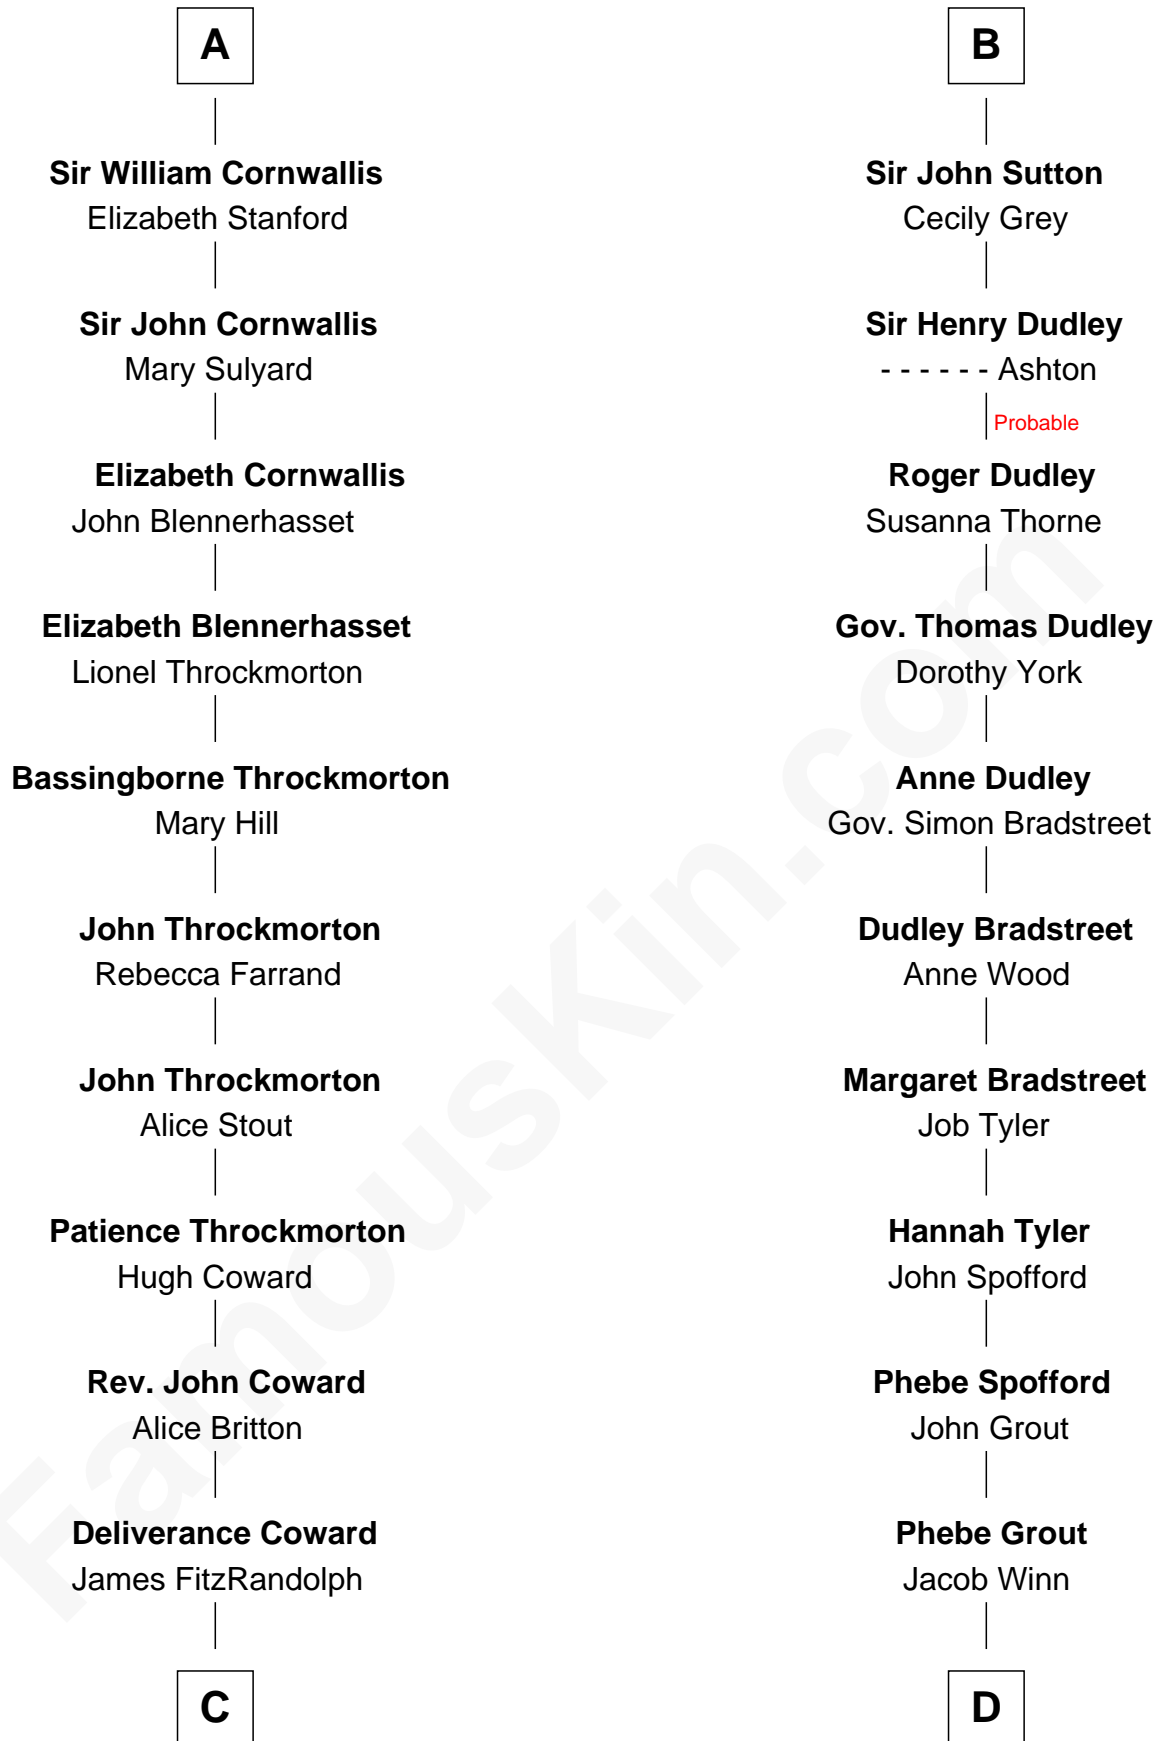 A
Sir William Cornwallis
Elizabeth Stanford
Sir John Cornwallis
Mary Sulyard
Elizabeth Cornwallis
John Blennerhasset
Elizabeth Blennerhasset
Lionel Throckmorton
Bassingborne Throckmorton
Mary Hill
John Throckmorton
Rebecca Farrand
John Throckmorton
Alice Stout
Patience Throckmorton
Hugh Coward
Rev. John Coward
Alice Britton
Deliverance Coward
James FitzRandolph
C
B
Sir John Sutton
Cecily Grey
Sir Henry Dudley
- - - - - - Ashton
Probable
Roger Dudley
Susanna Thorne
Gov. Thomas Dudley
Dorothy York
Anne Dudley
Gov. Simon Bradstreet
Dudley Bradstreet
Anne Wood
Margaret Bradstreet
Job Tyler
Hannah Tyler
John Spofford
Phebe Spofford
John Grout
Phebe Grout
Jacob Winn
D
FamousKin.com